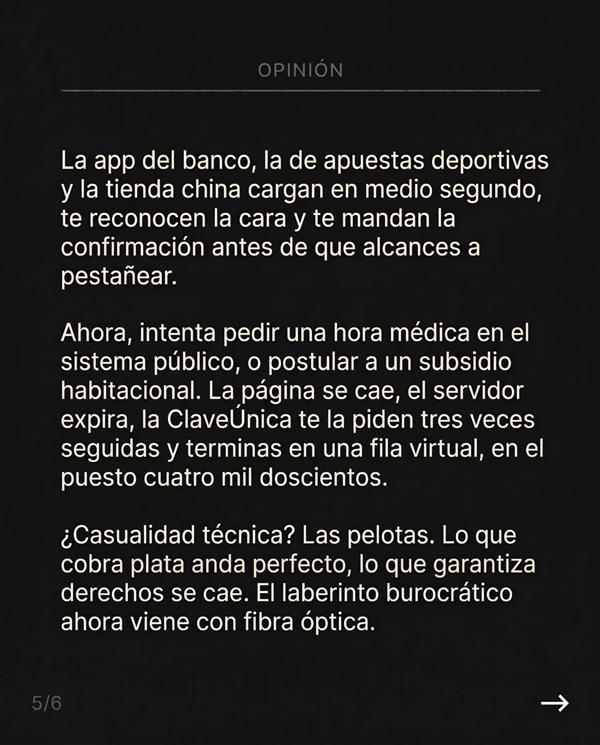 OPINIÓN
La app del banco, la de apuestas deportivas
y la tienda china cargan en medio segundo,
te reconocen la cara y te mandan la
confirmación antes de que alcances a
pestañear.
Ahora, intenta pedir una hora médica en el
sistema público, o postular a un subsidio
habitacional. La página se cae, el servidor
expira, la ClaveÚnica te la piden tres veces
seguidas y terminas en una fila virtual, en el
puesto cuatro mil doscientos.
¿Casualidad técnica? Las pelotas. Lo que
cobra plata anda perfecto, lo que garantiza
derechos se cae. El laberinto burocrático
ahora viene con fibra óptica.
5/6 →